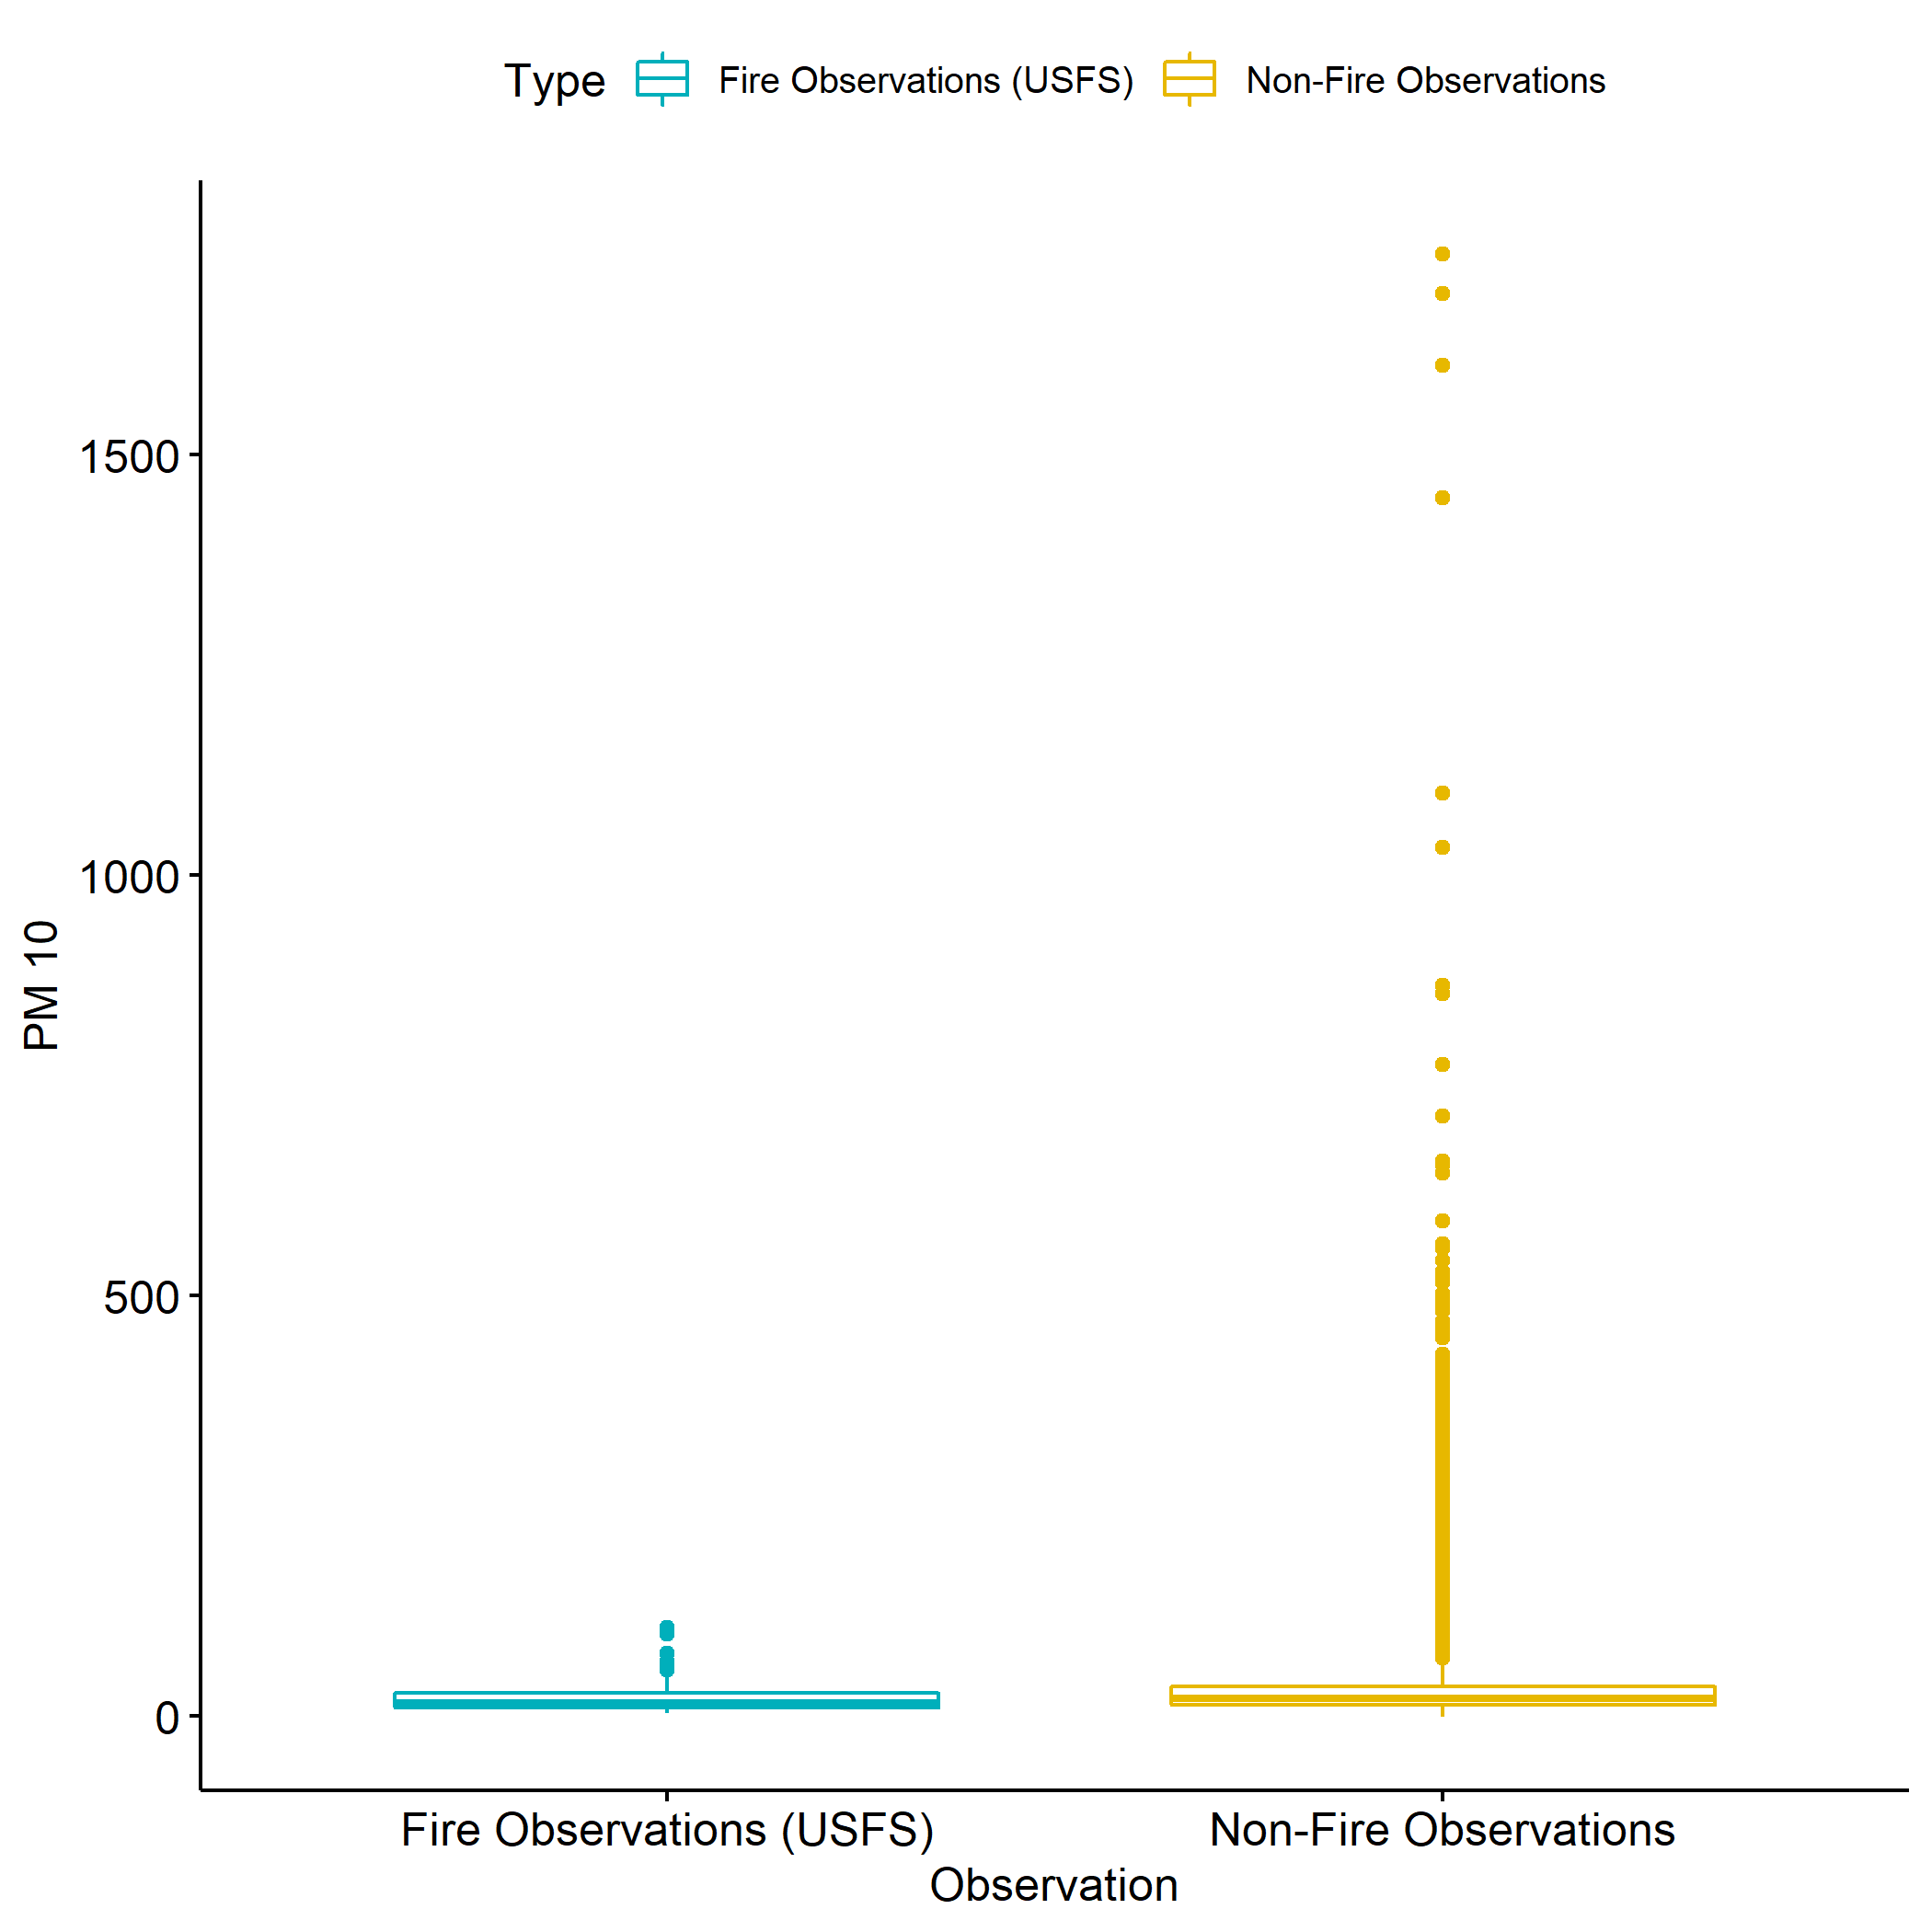 Type Fire Observations (USFS) Non-Fire Observations
1500
1000
500
0
PM 10
Fire Observations (USFS) Non-Fire Observations
Observation